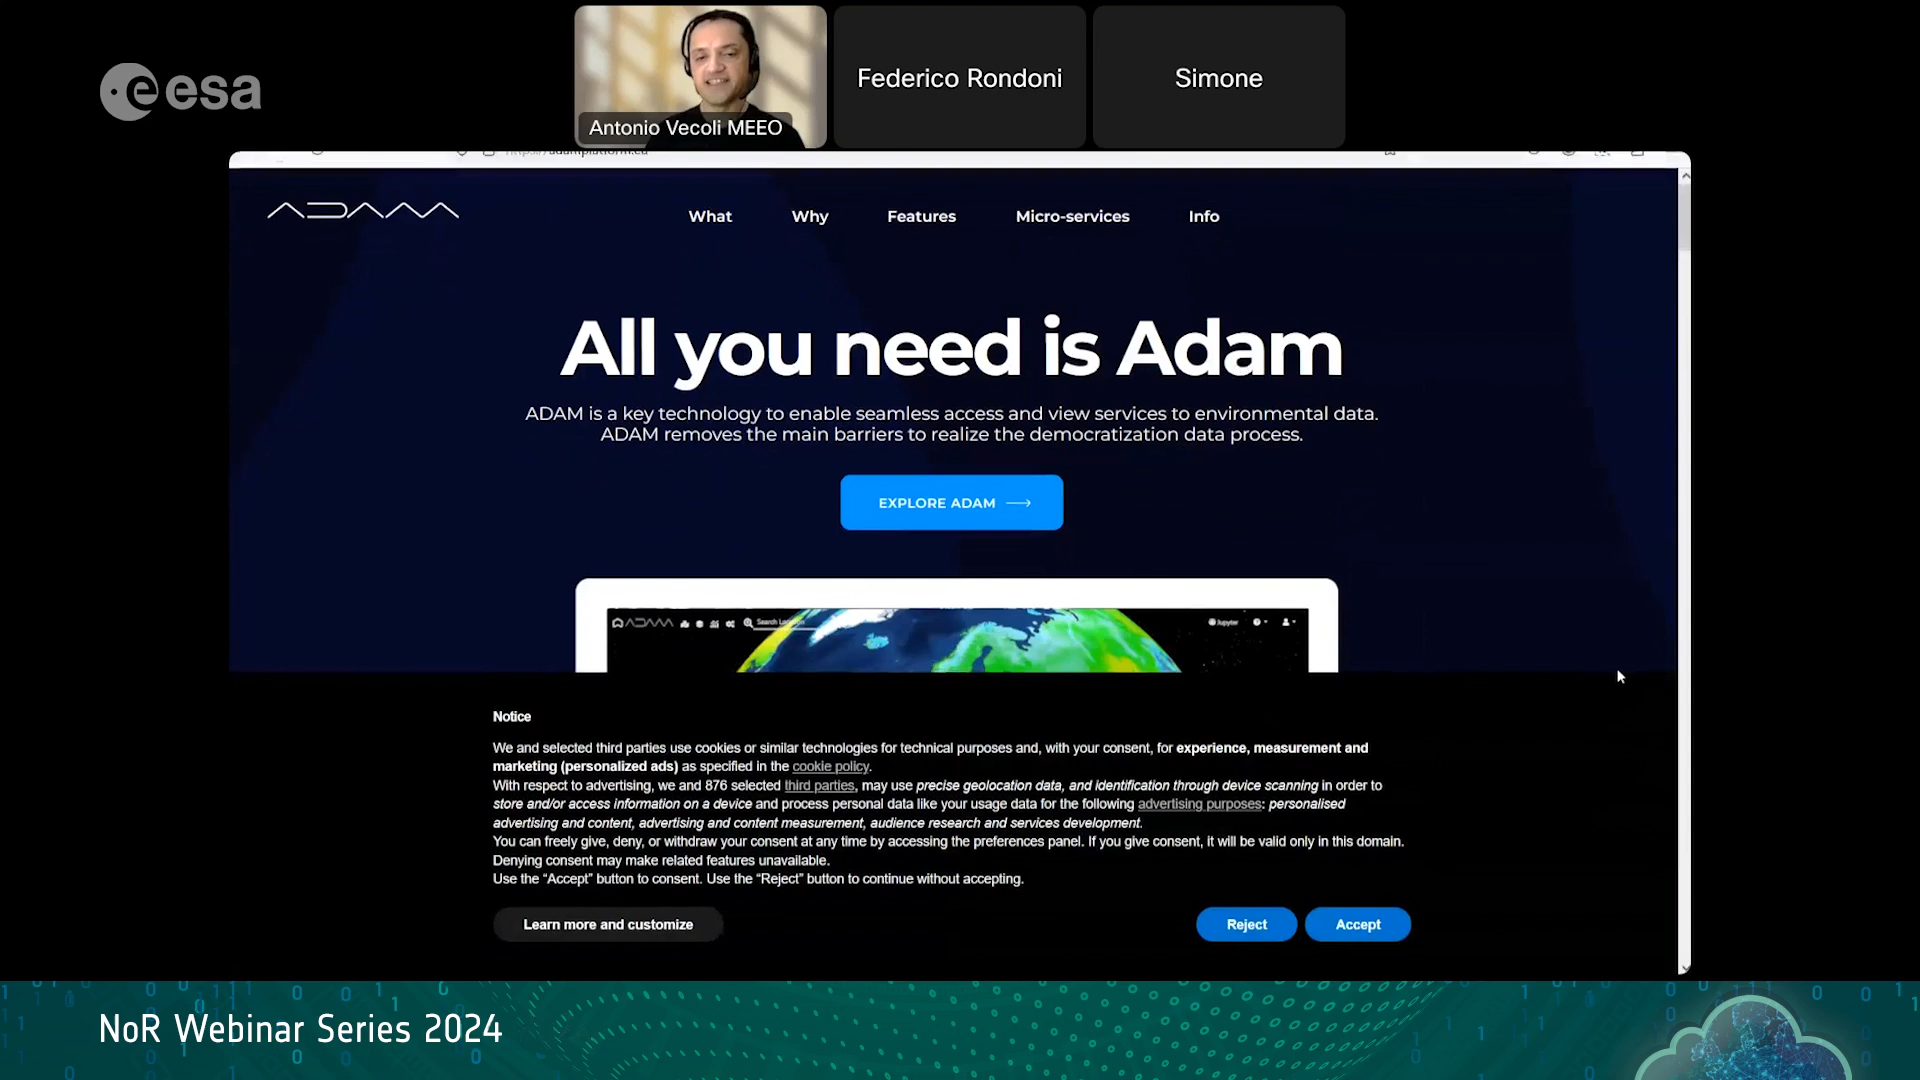 esa
Antonio Vecoli MEEO
Federico Rondoni
Simone
ADAM
What
Why
Features
Micro-services
Info
All you need is Adam
ADAM is a key technology to enable seamless access and view services to environmental data.
ADAM removes the main barriers to realize the democratization data process.
EXPLORE ADAM
ADAM
Search Location
Jupyter
Notice
We and selected third parties use cookies or similar technologies for technical purposes and, with your consent, for experience, measurement and
marketing (personalized ads) as specified in the cookie policy.
With respect to advertising, we and 876 selected third parties, may use precise geolocation data, and identification through device scanning in order to
store and/or access information on a device and process personal data like your usage data for the following advertising purposes: personalised
advertising and content, advertising and content measurement, audience research and services development.
You can freely give, deny, or withdraw your consent at any time by accessing the preferences panel. If you give consent, it will be valid only in this domain.
Denying consent may make related features unavailable.
Use the “Accept” button to consent. Use the “Reject” button to continue without accepting.
Learn more and customize
Reject
Accept
NoR Webinar Series 2024